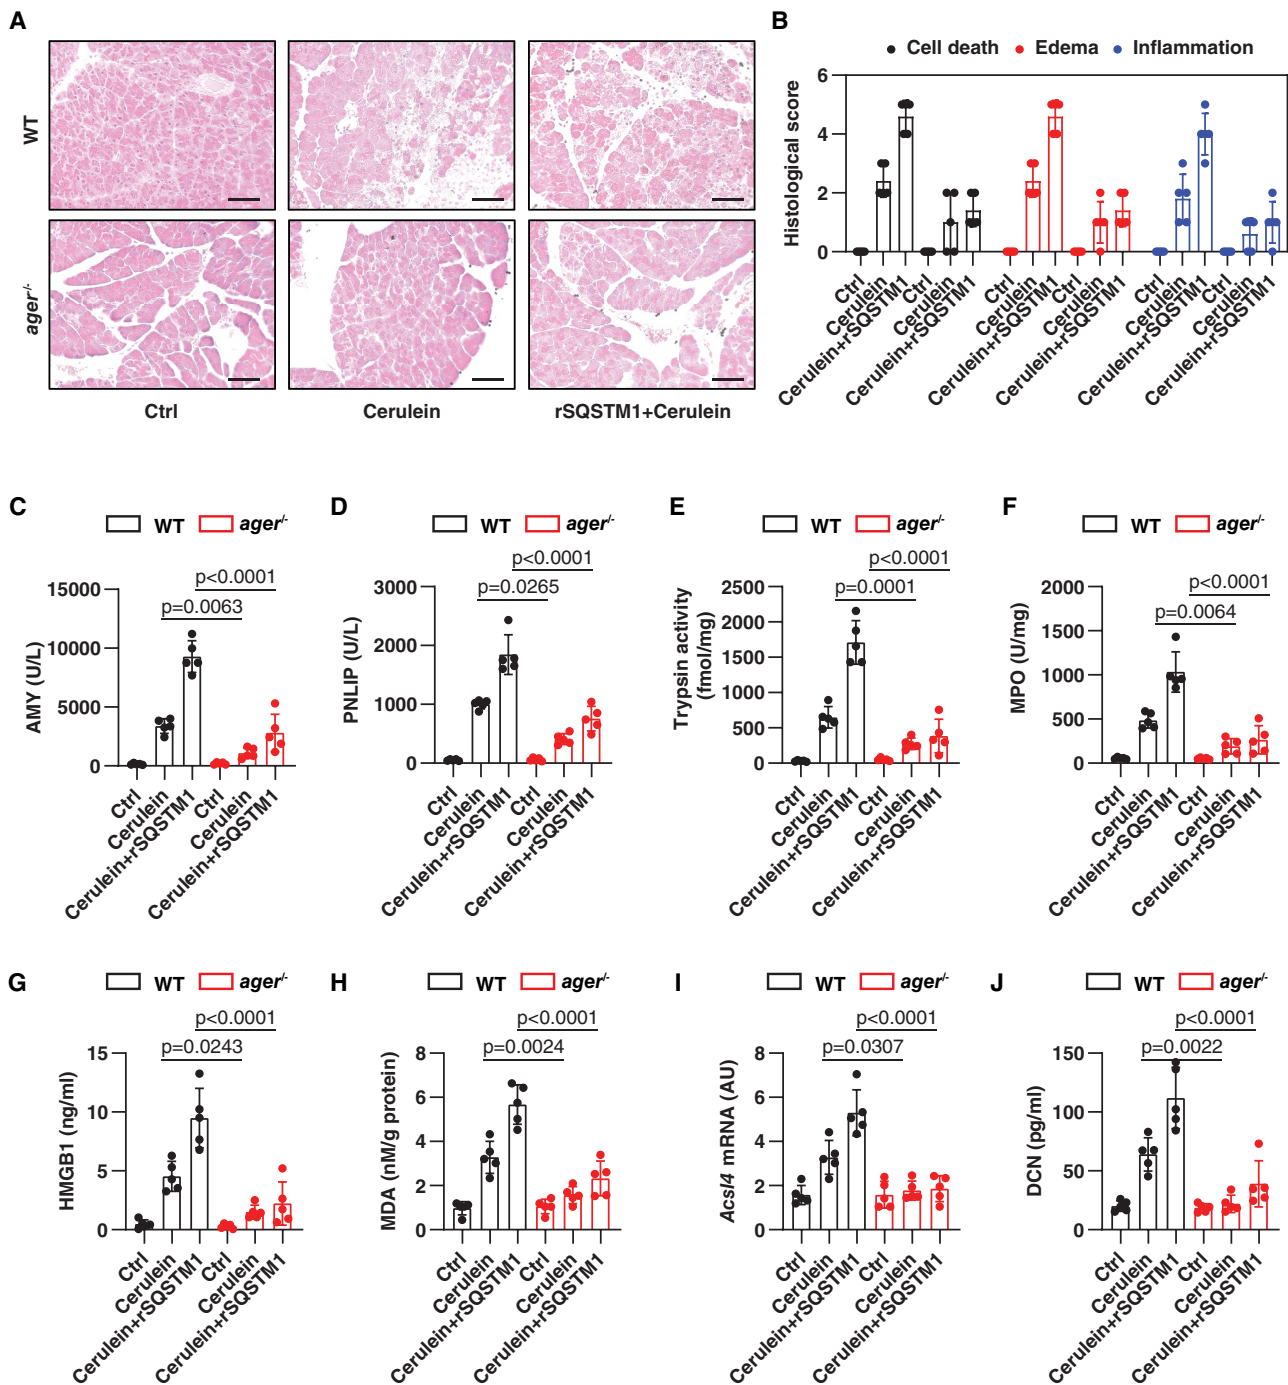 A
WT
ager/-
Ctrl
Cerulein
rSQSTM1+Cerulein
B
Cell death
Edema
Inflammation
Histological score
6
4
2
0
Ctrl
Cerulein
Cerulein+rSQSTM1
Ctrl
Cerulein
Cerulein+rSQSTM1
Ctrl
Cerulein
Cerulein+rSQSTM1
Ctrl
Cerulein
Cerulein+rSQSTM1
Ctrl
Cerulein
Cerulein+rSQSTM1
Ctrl
Cerulein
Cerulein+rSQSTM1
C
WT
ager/-
p<0.0001
p=0.0063
AMY (U/L)
15000
10000
5000
0
Ctrl
Cerulein
Cerulein+rSQSTM1
Ctrl
Cerulein
Cerulein+rSQSTM1
D
WT
ager/-
p<0.0001
p=0.0265
PNLIP (U/L)
3000
2000
1000
0
Ctrl
Cerulein
Cerulein+rSQSTM1
Ctrl
Cerulein
Cerulein+rSQSTM1
E
WT
ager/-
p<0.0001
p=0.0001
Trypsin activity
(fmol/mg)
2500
2000
1500
1000
500
0
Ctrl
Cerulein
Cerulein+rSQSTM1
Ctrl
Cerulein
Cerulein+rSQSTM1
F
WT
ager/-
p<0.0001
p=0.0064
MPO (U/mg)
2000
1500
1000
500
0
Ctrl
Cerulein
Cerulein+rSQSTM1
Ctrl
Cerulein
Cerulein+rSQSTM1
G
WT
ager/-
p<0.0001
p=0.0243
HMGB1 (ng/ml)
15
10
5
0
Ctrl
Cerulein
Cerulein+rSQSTM1
Ctrl
Cerulein
Cerulein+rSQSTM1
H
WT
ager/-
p<0.0001
p=0.0024
MDA (nM/g protein)
8
6
4
2
0
Ctrl
Cerulein
Cerulein+rSQSTM1
Ctrl
Cerulein
Cerulein+rSQSTM1
I
WT
ager/-
p<0.0001
p=0.0307
Acsl4 mRNA (AU)
8
6
4
2
0
Ctrl
Cerulein
Cerulein+rSQSTM1
Ctrl
Cerulein
Cerulein+rSQSTM1
J
WT
ager/-
p<0.0001
p=0.0022
DCN (pg/ml)
150
100
50
0
Ctrl
Cerulein
Cerulein+rSQSTM1
Ctrl
Cerulein
Cerulein+rSQSTM1